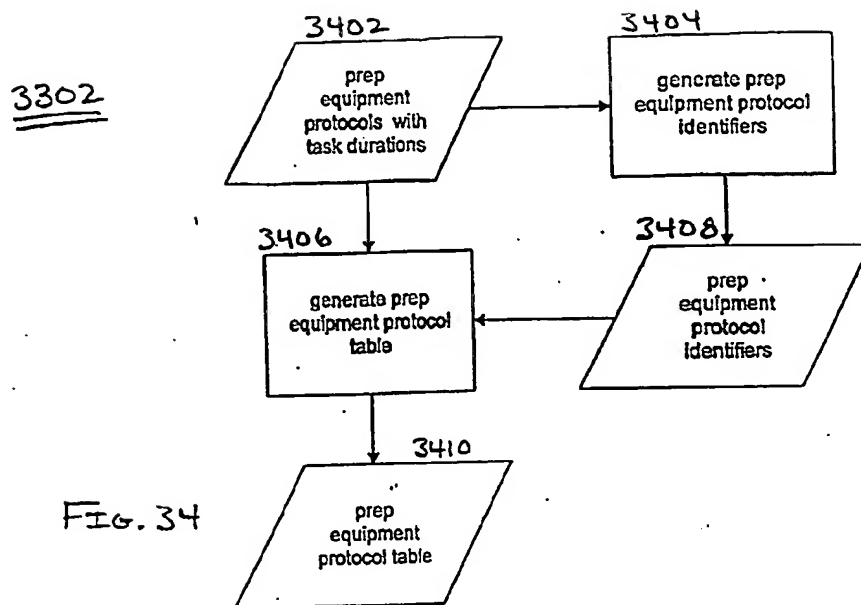 3302
3402
prep
equipment
protocols with
task durations
3404
generate prep
equipment protocol
identifiers
3406
generate prep
equipment protocol
table
3408
prep
equipment
protocol
identifiers
3410
prep
equipment
protocol table
FIG. 34